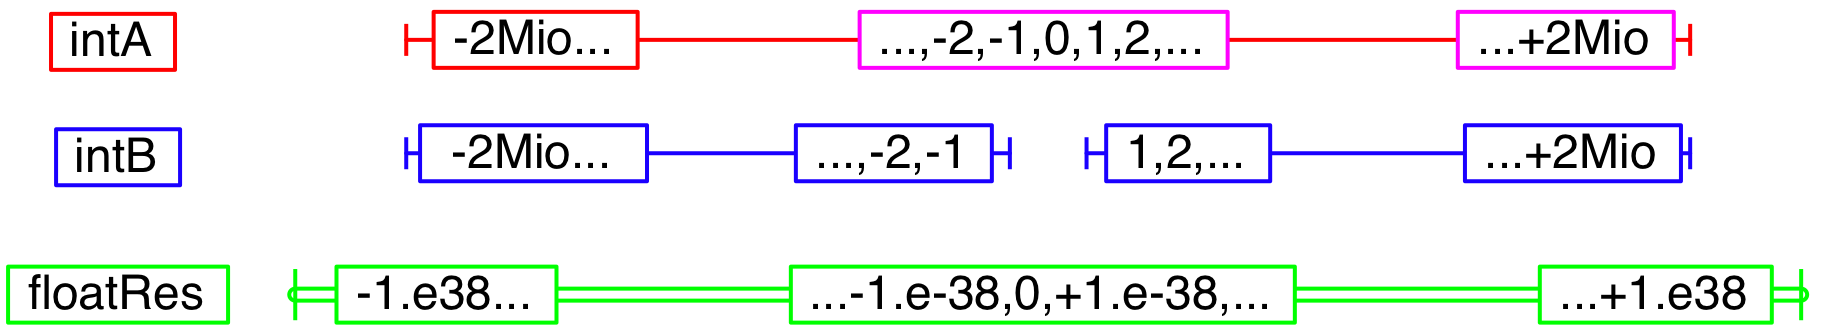 intA -2Mio... ...,-2,-1,0,1,2,... ...+2Mio
intB -2Mio... ...,-2,-1 1,2,... ...+2Mio
floatRes -1.e38... ...-1.e-38,0,+1.e-38,... ...+1.e38